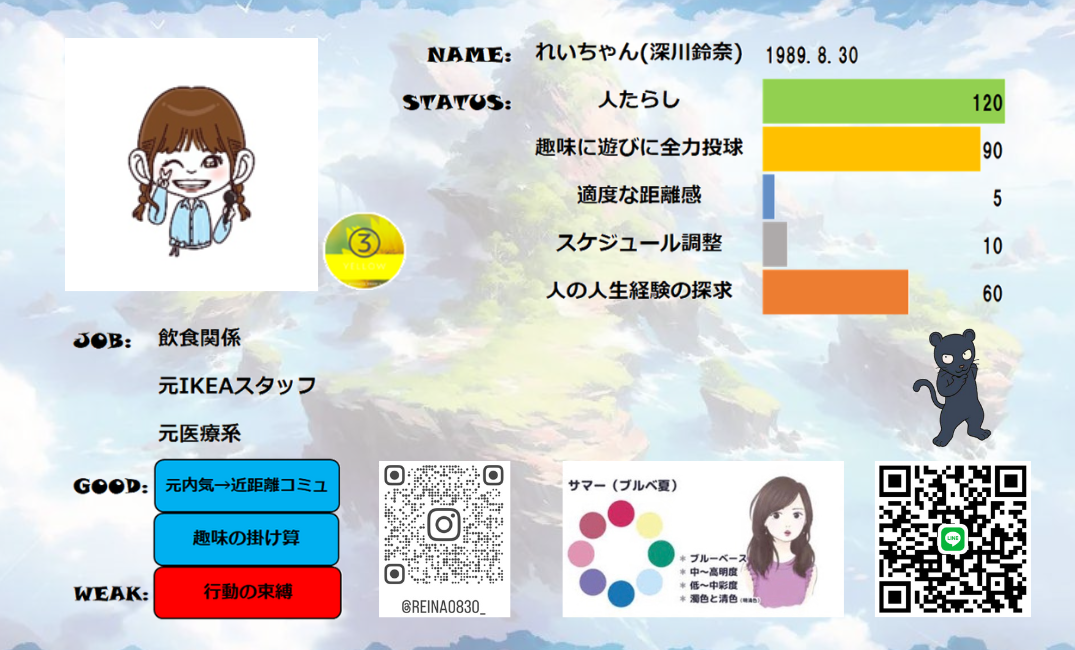 NAME: れいちゃん(深川鈴奈) 1989.8.30
STATUS: 人たらし 120
趣味に遊びに全力投球 90
適度な距離感 5
スケジュール調整 10
人の人生経験の探求 60
③
YELLOW
JOB: 飲食関係
元IKEAスタッフ
元医療系
GOOD: 元内気→近距離コミュ
趣味の掛け算
WEAK: 行動の束縛
@REINA0830_
サマー（ブルベ夏）
＊ブルーベース
＊中〜高明度
＊低〜中彩度
＊濁色と清色（明清色）
LINE